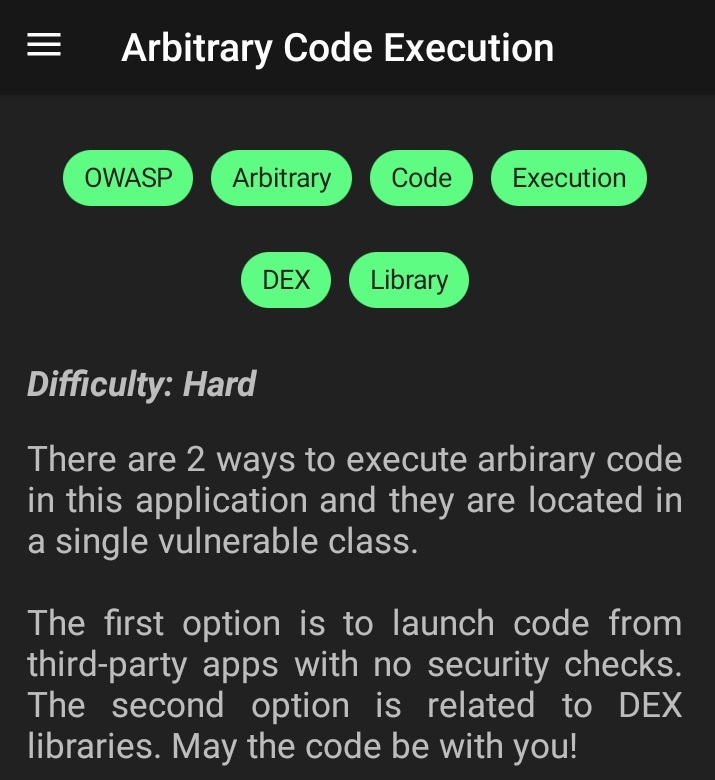 Arbitrary Code Execution
OWASP Arbitrary Code Execution
DEX Library
Difficulty: Hard
There are 2 ways to execute arbirary code
in this application and they are located in
a single vulnerable class.
The first option is to launch code from
third-party apps with no security checks.
The second option is related to DEX
libraries. May the code be with you!